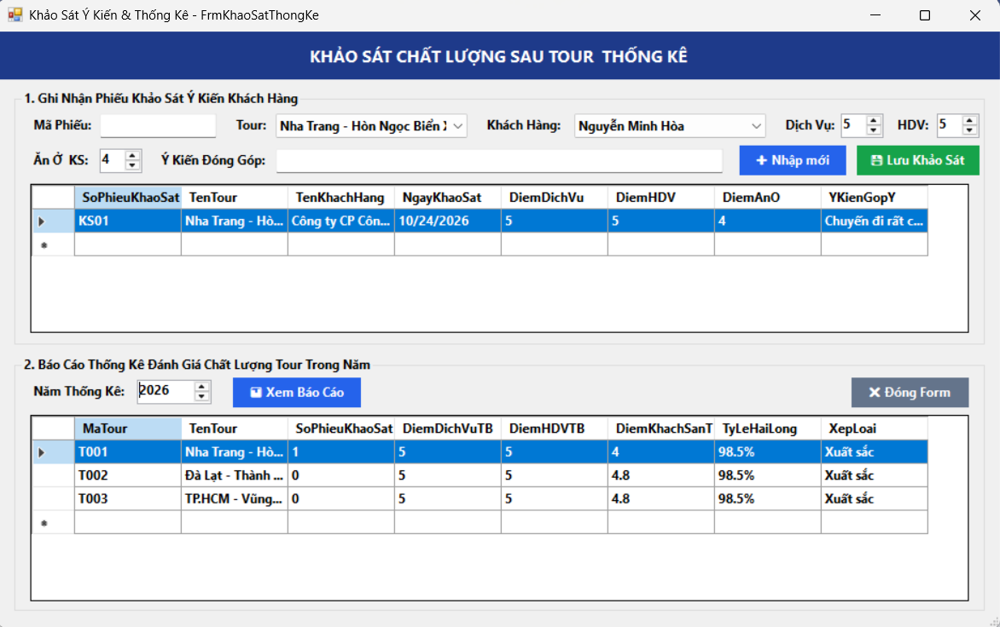 Khảo Sát Ý Kiến & Thống Kê - FrmKhaoSatThongKe
KHẢO SÁT CHẤT LƯỢNG SAU TOUR THỐNG KÊ
1. Ghi Nhận Phiếu Khảo Sát Ý Kiến Khách Hàng
Mã Phiếu: Tour: Nha Trang - Hòn Ngọc Biển Khách Hàng: Nguyễn Minh Hòa Dịch Vụ: 5 HDV: 5
Ăn Ở KS: 4 Ý Kiến Đóng Góp: + Nhập mới Lưu Khảo Sát
SoPhieuKhaoSat TenTour TenKhachHang NgayKhaoSat DiemDichVu DiemHDV DiemAnO YKienGopY
KS01 Nha Trang - Hò... Công ty CP Côn... 10/24/2026 5 5 4 Chuyến đi rất c...
2. Báo Cáo Thống Kê Đánh Giá Chất Lượng Tour Trong Năm
Năm Thống Kê: 2026 Xem Báo Cáo Đóng Form
MaTour TenTour SoPhieuKhaoSat DiemDichVuTB DiemHDVTB DiemKhachSanT TyLeHaiLong XepLoai
T001 Nha Trang - Hò... 1 5 5 4 98.5% Xuất sắc
T002 Đà Lạt - Thành ... 0 5 5 4.8 98.5% Xuất sắc
T003 TP.HCM - Vũng... 0 5 5 4.8 98.5% Xuất sắc